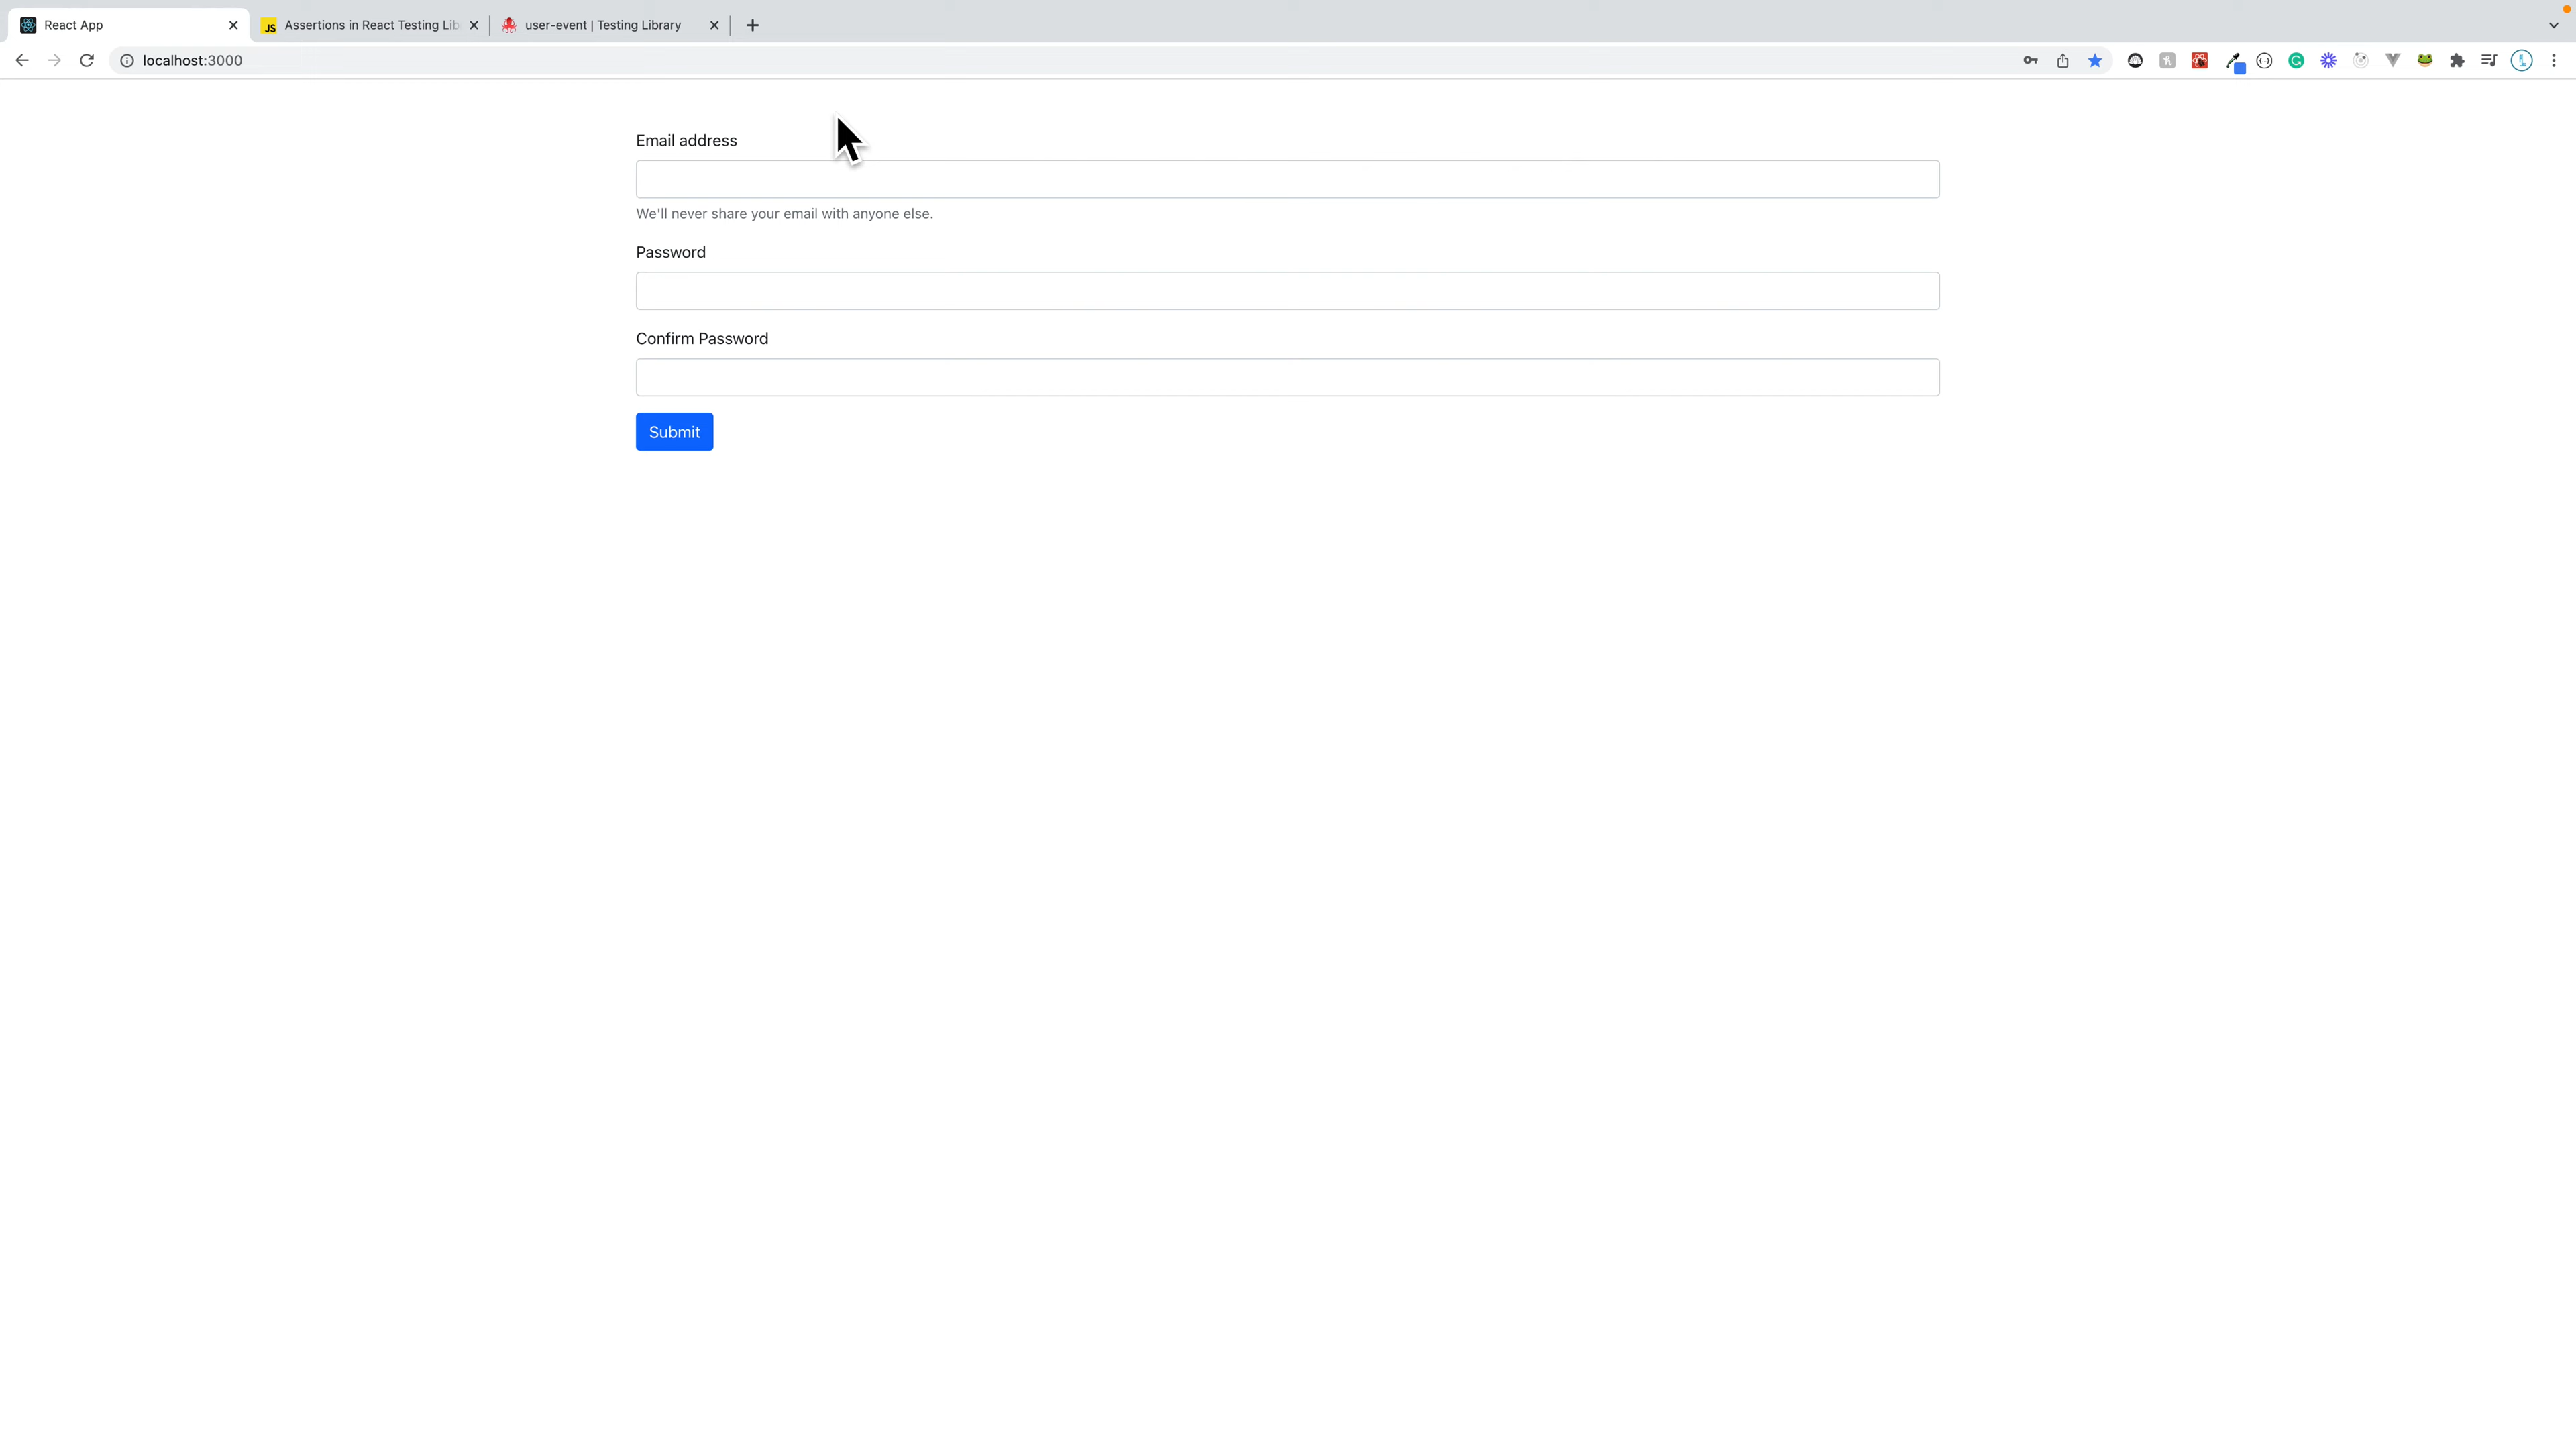 React App
JS Assertions in React Testing Lib
user-event | Testing Library
localhost:3000
Email address
We'll never share your email with anyone else.
Password
Confirm Password
Submit